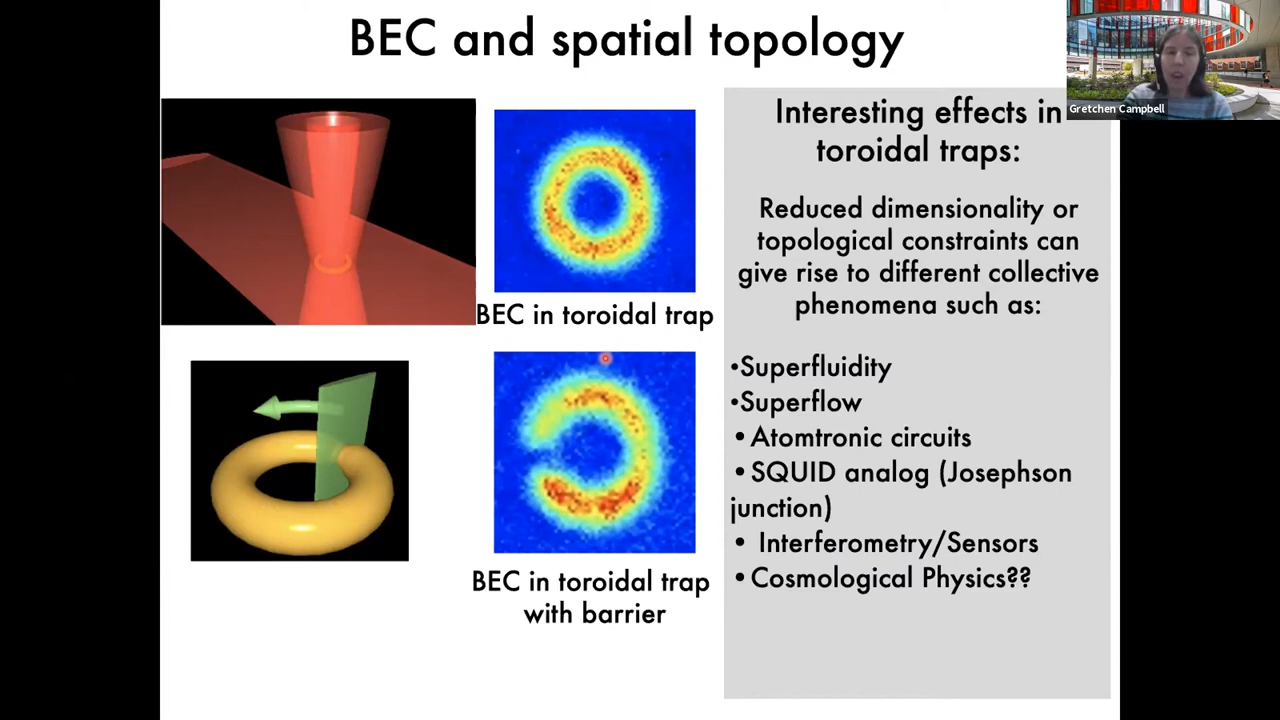 BEC and spatial topology
Gretchen Campbell
BEC in toroidal trap
BEC in toroidal trap
with barrier
Interesting effects in
toroidal traps:
Reduced dimensionality or
topological constraints can
give rise to different collective
phenomena such as:
•Superfluidity
•Superflow
•Atomtronic circuits
•SQUID analog (Josephson
junction)
• Interferometry/Sensors
•Cosmological Physics??